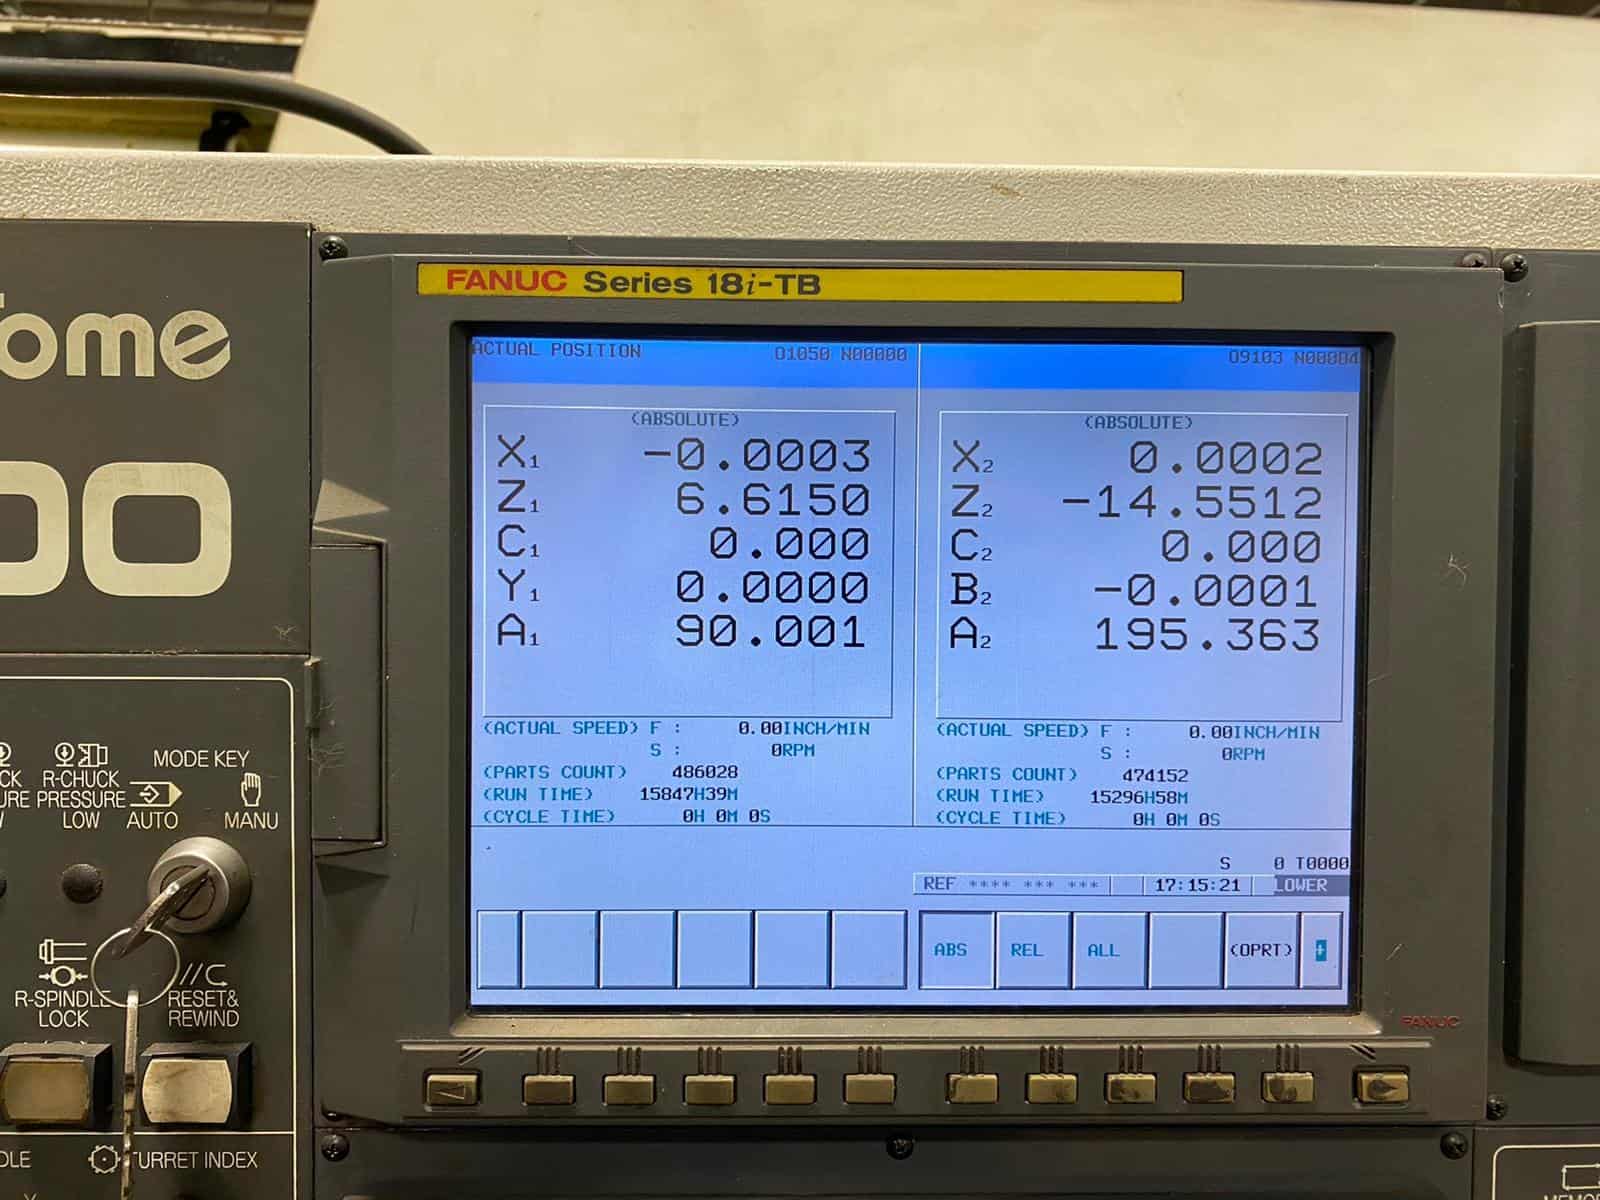 FANUC Series 18i-TB
ome
00
ACTUAL POSITION O1050 N00000
(ABSOLUTE)
X1 -0.0003
Z1 6.6150
C1 0.000
Y1 0.0000
A1 90.001
(ACTUAL SPEED) F : 0.00INCH/MIN
S : 0RPM
(PARTS COUNT) 486028
(RUN TIME) 15847H39M
(CYCLE TIME) 0H 0M 0S
O9103 N00004
(ABSOLUTE)
X2 0.0002
Z2 -14.5512
C2 0.000
B2 -0.0001
A2 195.363
(ACTUAL SPEED) F : 0.00INCH/MIN
S : 0RPM
(PARTS COUNT) 474152
(RUN TIME) 15296H58M
(CYCLE TIME) 0H 0M 0S
S 0 T0000
REF **** *** *** 17:15:21 LOWER
ABS REL ALL (OPRT) +
FANUC
MODE KEY
R-CHUCK
PRESSURE
LOW
AUTO
MANU
R-SPINDLE
LOCK
//
RESET&
REWIND
TURRET INDEX